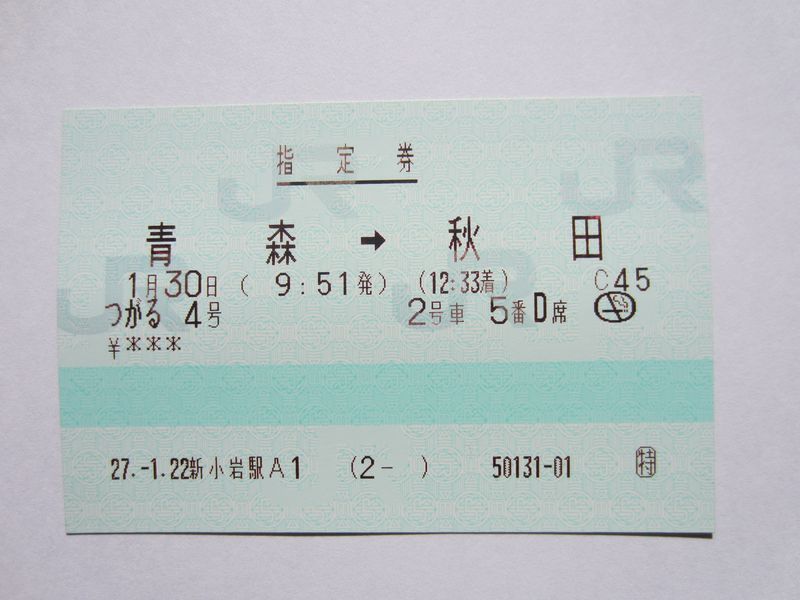 指定券
青森 → 秋田
1月30日 ( 9:51発) (12:33着) C45
つがる 4号 2号車 5番D席
¥***
27.-1.22新小岩駅A1 (2- ) 50131-01 特